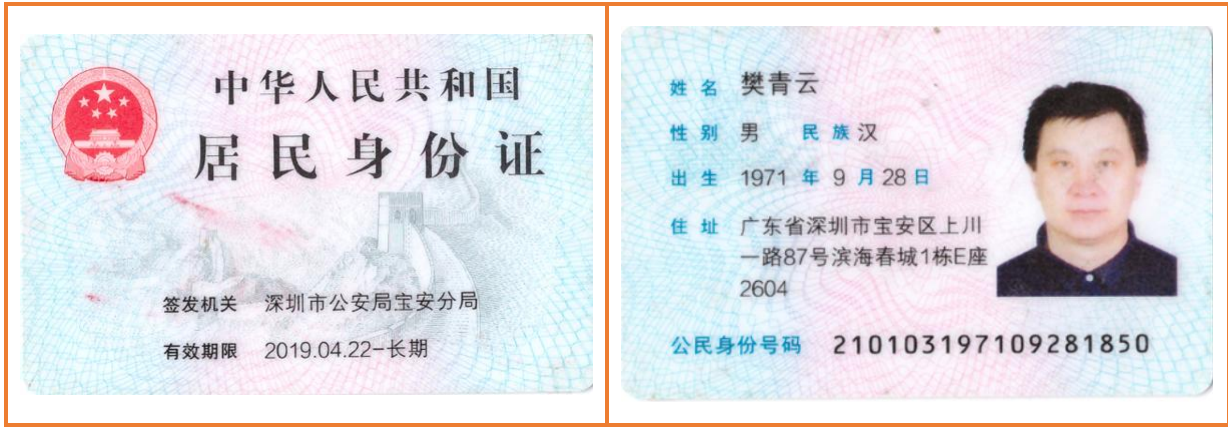 中华人民共和国
居民身份证
签发机关 深圳市公安局宝安分局
有效期限 2019.04.22-长期
姓名 樊青云
性别 男 民族 汉
出生 1971 年 9 月 28 日
住址 广东省深圳市宝安区上川
一路87号滨海春城1栋E座
2604
公民身份号码 210103197109281850